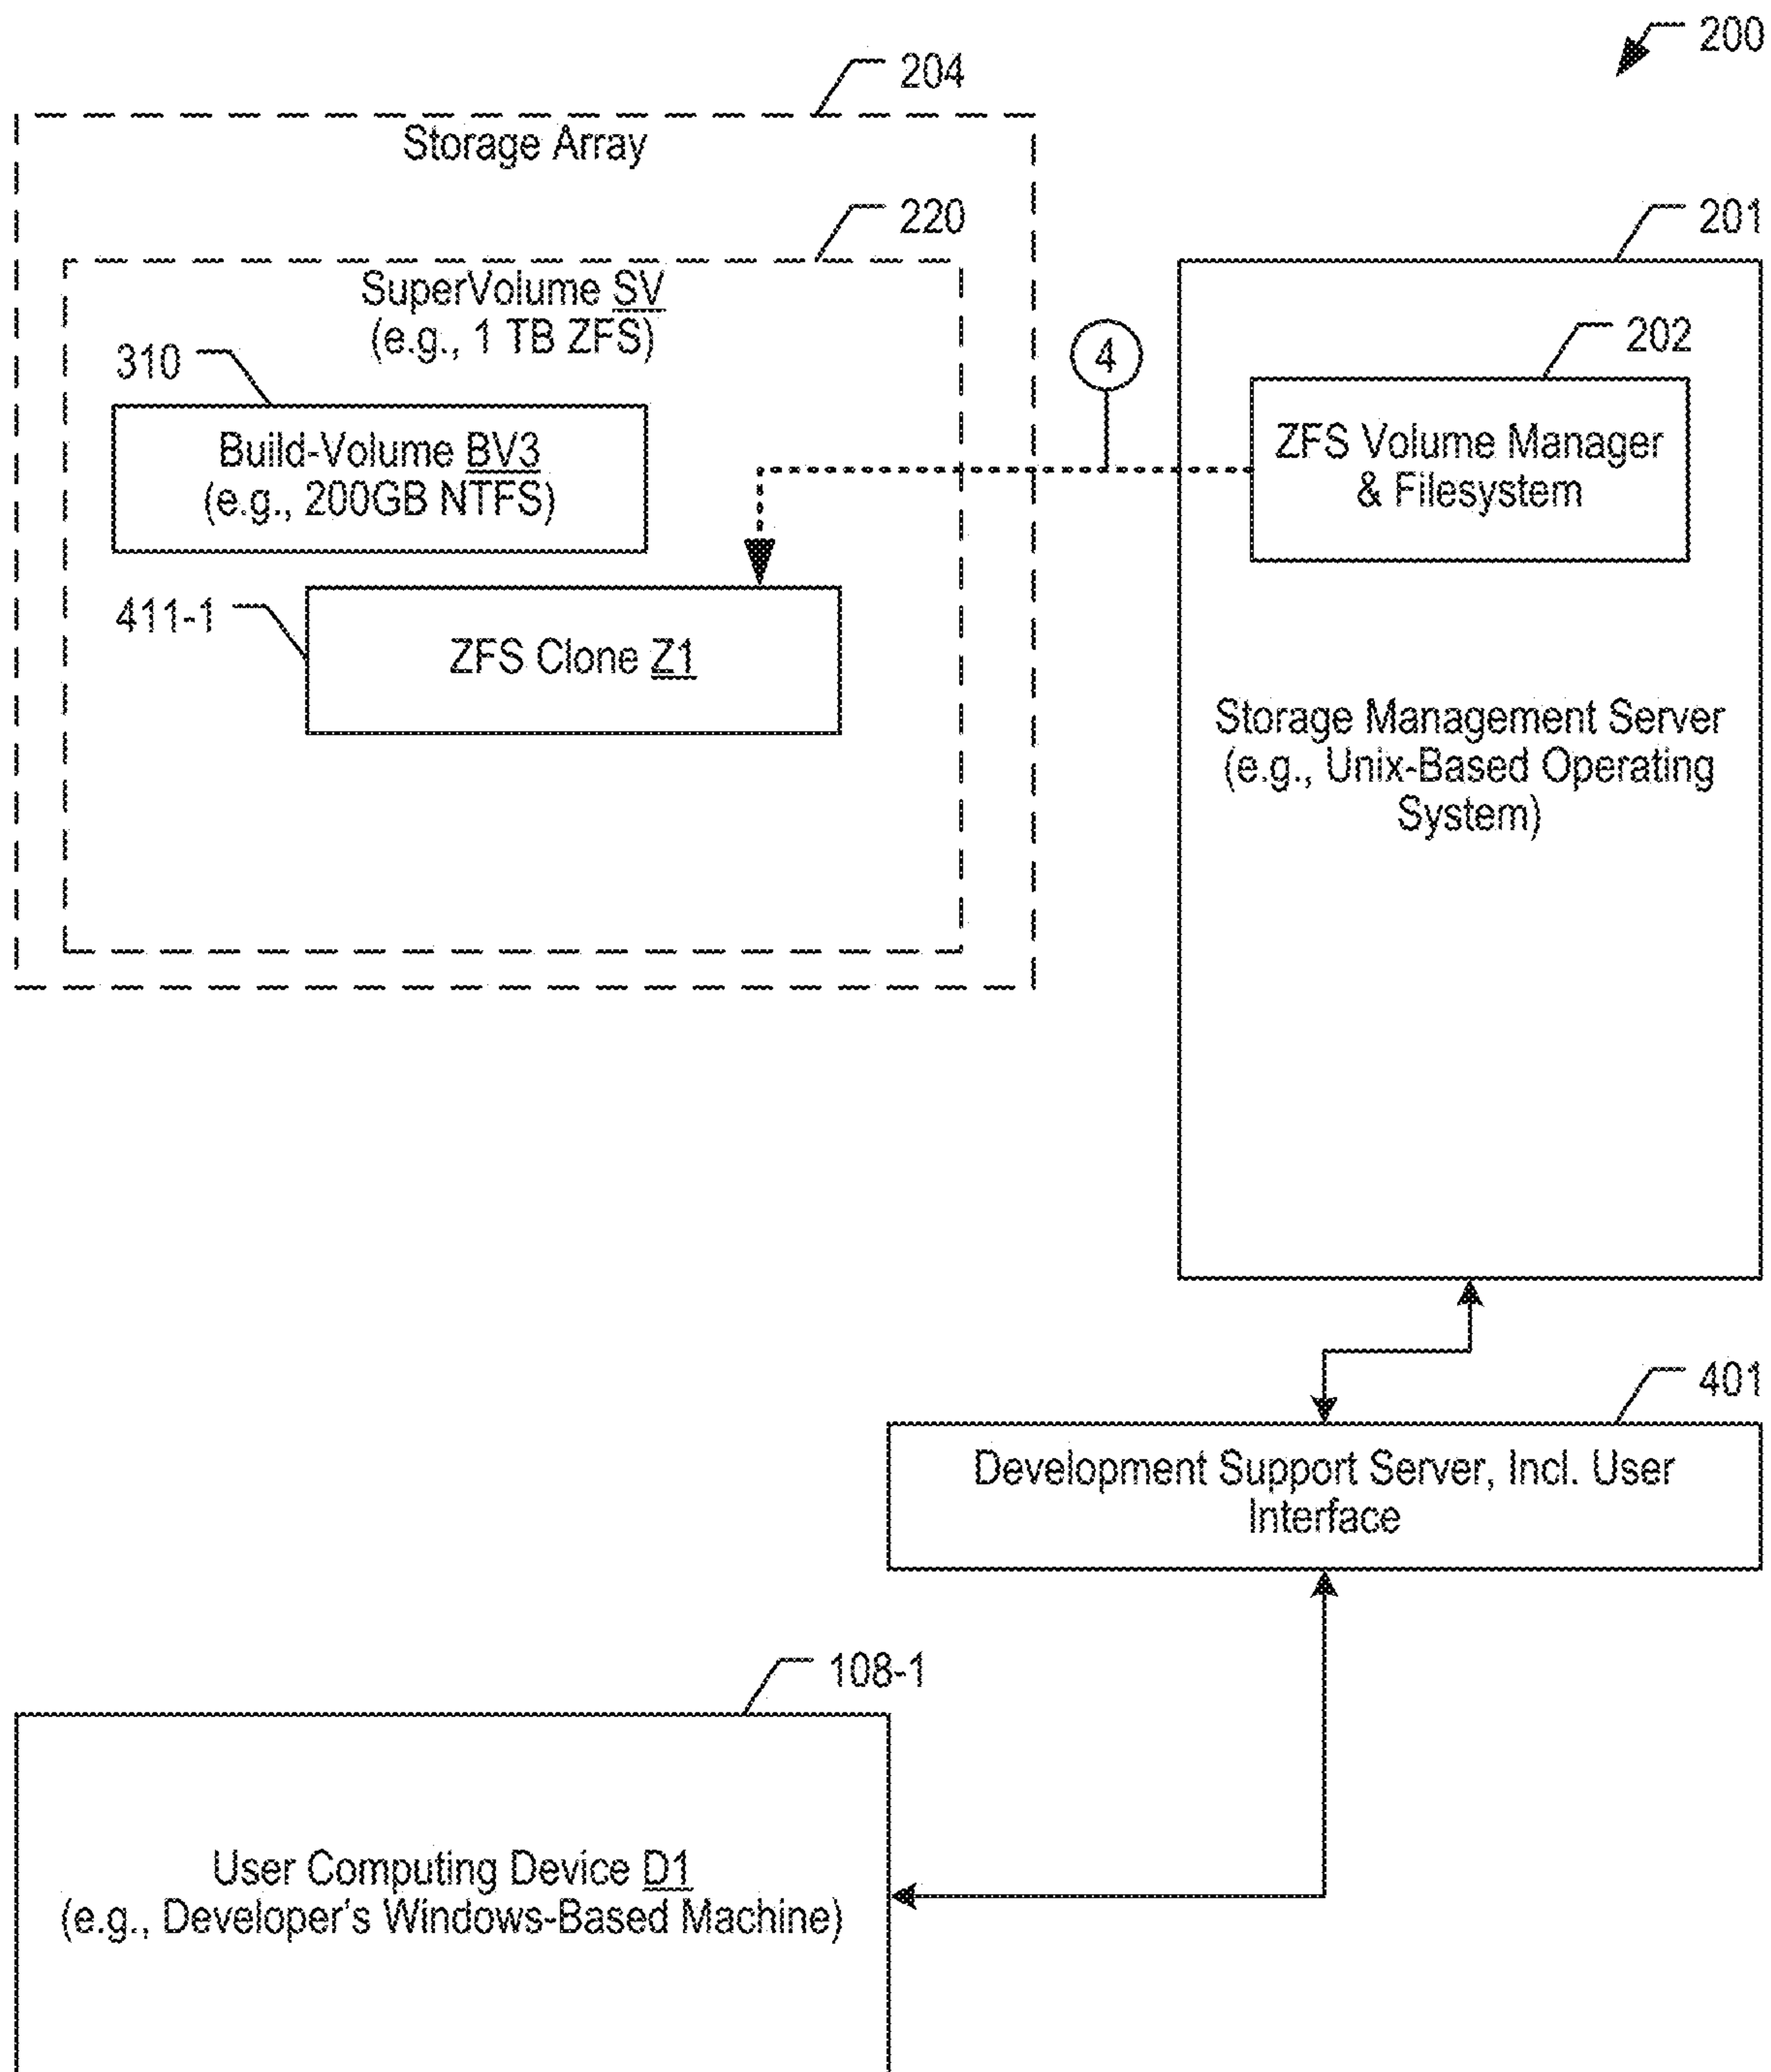 200
204
Storage Array
220
SuperVolume SV
(e.g., 1 TB ZFS)
201
310
4
202
Build-Volume BV3
(e.g., 200GB NTFS)
ZFS Volume Manager
& Filesystem
411-1
ZFS Clone Z1
Storage Management Server
(e.g., Unix-Based Operating
System)
401
Development Support Server, Incl. User
Interface
108-1
User Computing Device D1
(e.g., Developer's Windows-Based Machine)